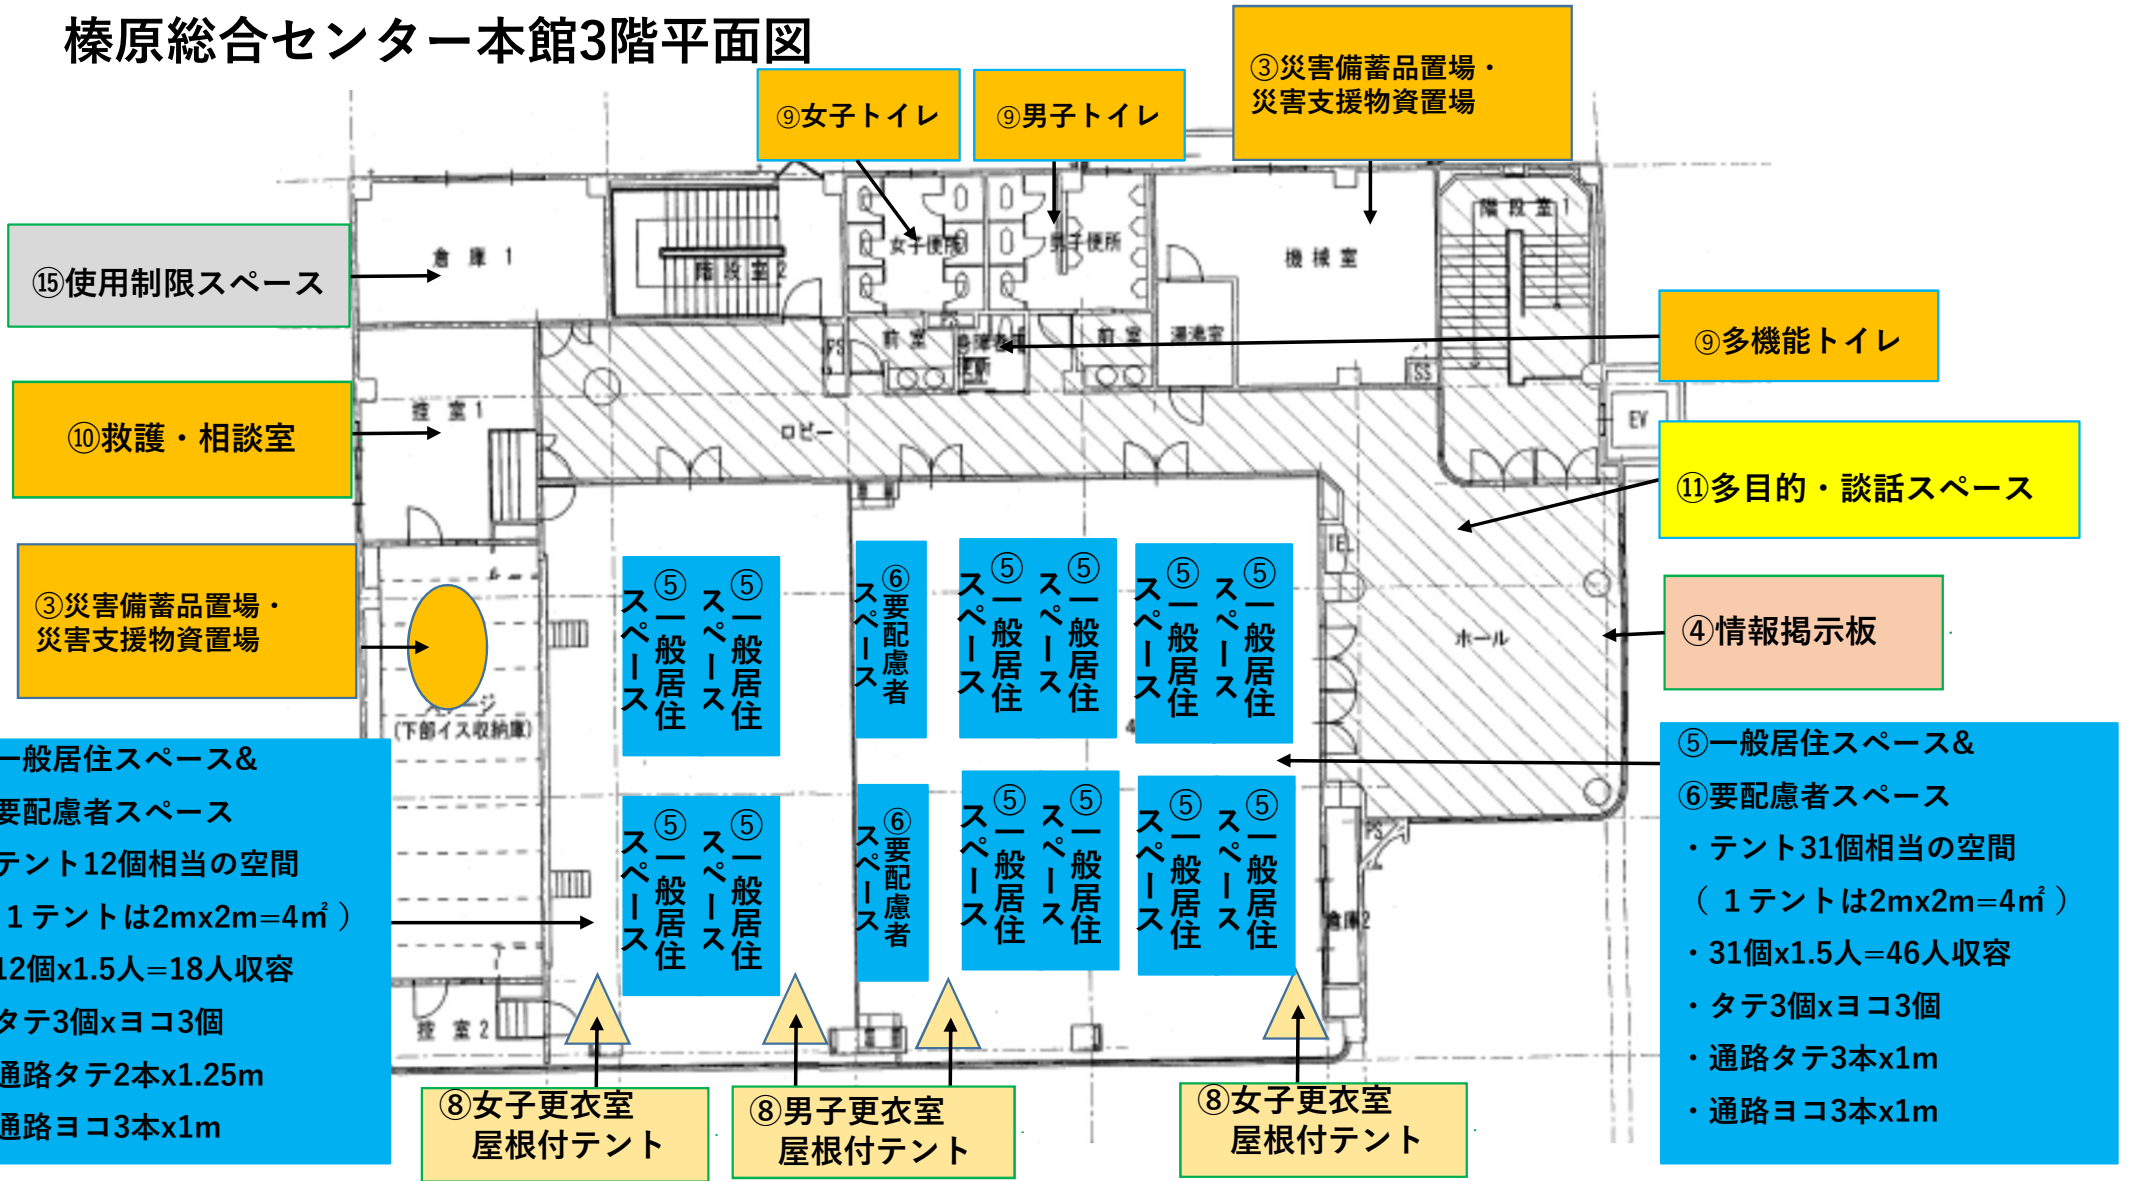 榛原総合センター本館3階平面図
⑨女子トイレ
⑨男子トイレ
③災害備蓄品置場・
災害支援物資置場
⑮使用制限スペース
倉庫1
階段室2
女子便所
男子便所
機械室
階段室1
⑨多機能トイレ
PS
前室
前室
湯沸室
SS
EV
⑩救護・相談室
控室1
ロビー
⑪多目的・談話スペース
③災害備蓄品置場・
災害支援物資置場
(下部イス収納庫)
⑤一般居住
スペース
⑤一般居住
スペース
⑥要配慮者
スペース
⑤一般居住
スペース
⑤一般居住
スペース
⑤一般居住
スペース
⑤一般居住
スペース
TEL
ホール
④情報掲示板
一般居住スペース&
要配慮者スペース
テント12個相当の空間
1テントは2mx2m=4㎡)
12個x1.5人=18人収容
タテ3個xヨコ3個
通路タテ2本x1.25m
通路ヨコ3本x1m
⑤一般居住
スペース
⑤一般居住
スペース
⑥要配慮者
スペース
⑤一般居住
スペース
⑤一般居住
スペース
⑤一般居住
スペース
⑤一般居住
スペース
PS
倉庫2
⑤一般居住スペース&
⑥要配慮者スペース
・テント31個相当の空間
(1テントは2mx2m=4㎡)
・31個x1.5人=46人収容
・タテ3個xヨコ3個
・通路タテ3本x1m
・通路ヨコ3本x1m
控室2
⑧女子更衣室
屋根付テント
⑧男子更衣室
屋根付テント
⑧女子更衣室
屋根付テント